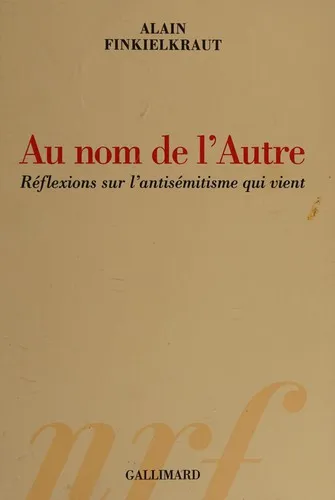 ALAIN
FINKIELKRAUT
Au nom de l'Autre
Réflexions sur l'antisémitisme qui vient
nrf
GALLIMARD